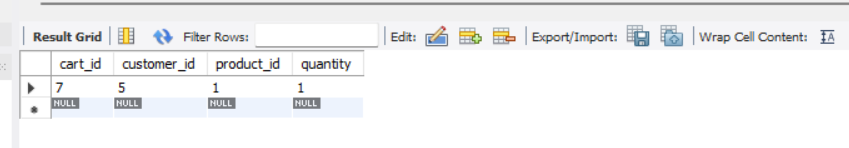 Result Grid Filter Rows: Edit: Export/Import: Wrap Cell Content: IA
cart_id customer_id product_id quantity
7 5 1 1
NULL NULL NULL NULL